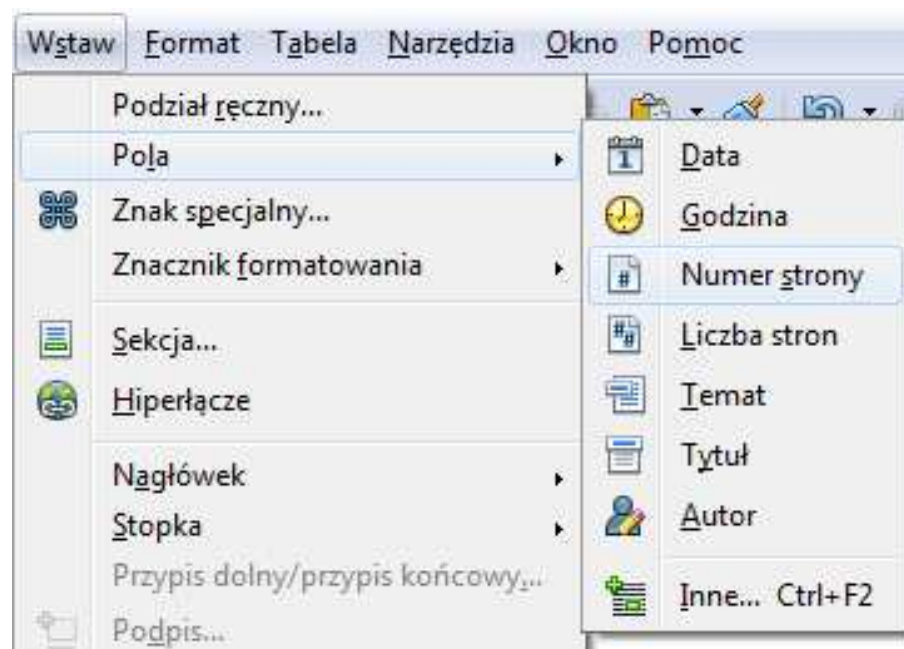 Wstaw Format Tabela Narzędzia Okno Pomoc
Podział ręczny...
Pola
Znak specjalny...
Znacznik formatowania
Sekcja...
Hiperłącze
Nagłówek
Stopka
Przypis dolny/przypis końcowy...
Podpis...
Data
Godzina
Numer strony
Liczba stron
Temat
Tytuł
Autor
Inne... Ctrl+F2